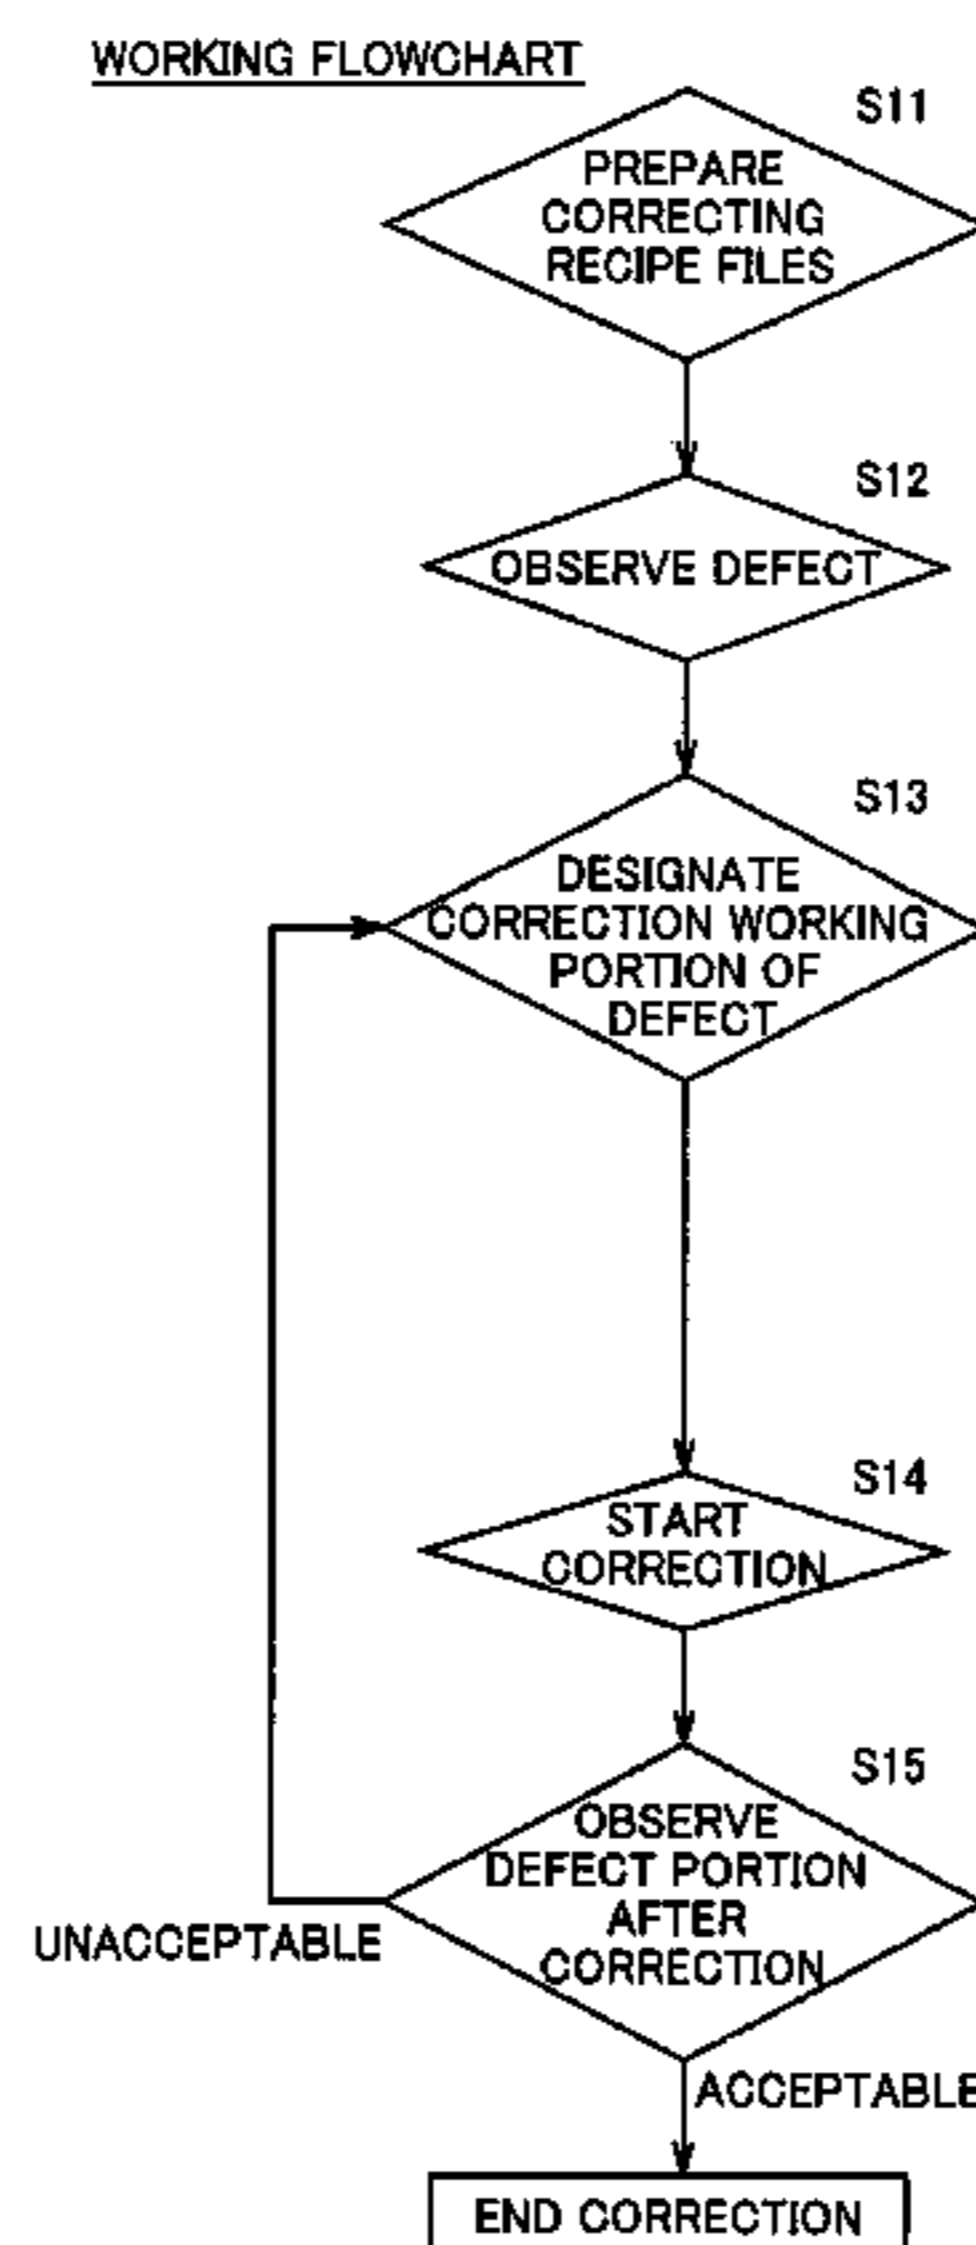 WORKING FLOWCHART
S11
PREPARE
CORRECTING
RECIPE FILES
S12
OBSERVE DEFECT
S13
DESIGNATE
CORRECTION WORKING
PORTION OF
DEFECT
S14
START
CORRECTION
S15
OBSERVE
DEFECT PORTION
AFTER
CORRECTION
UNACCEPTABLE
ACCEPTABLE
END CORRECTION